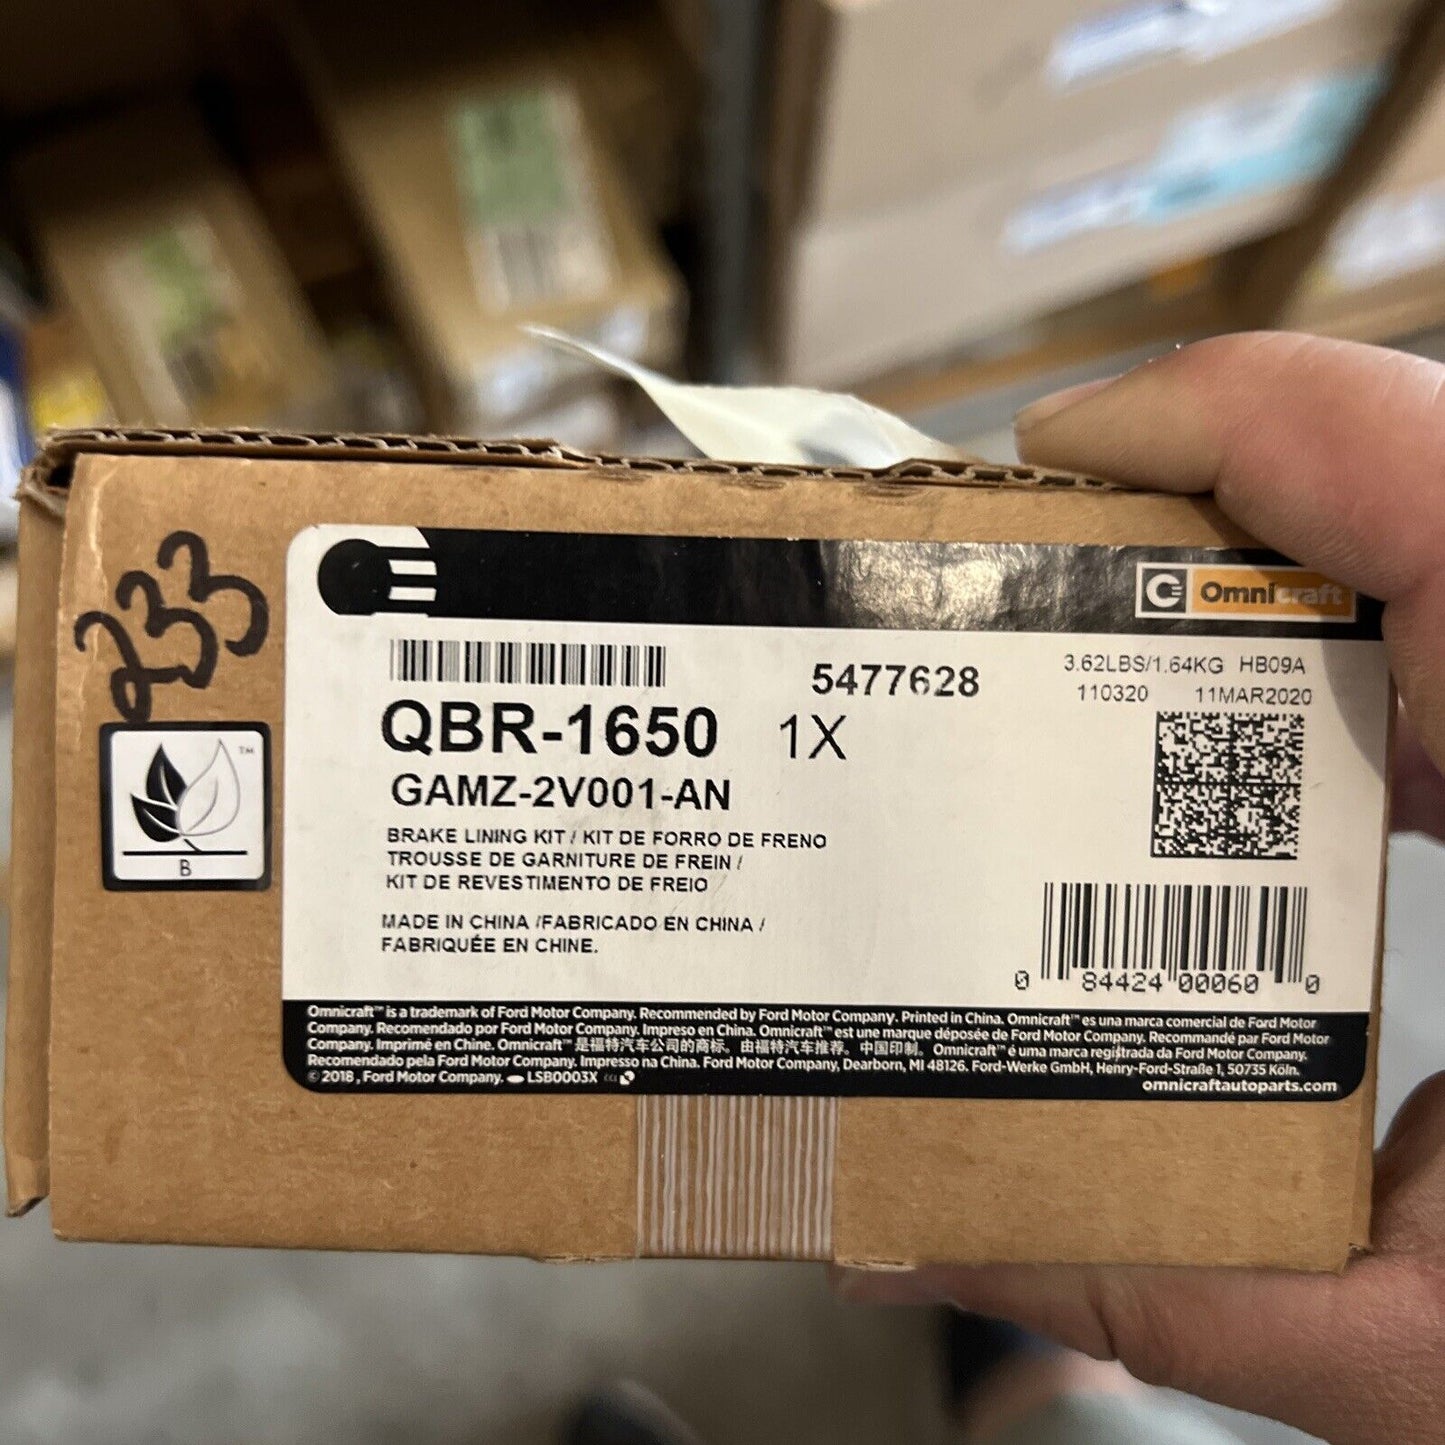 233
Omnicraft
5477628
3.62LBS/1.64KG HB09A
110320 11MAR2020
QBR-1650 1X
GAMZ-2V001-AN
BRAKE LINING KIT / KIT DE FORRO DE FRENO
TROUSSE DE GARNITURE DE FREIN /
KIT DE REVESTIMENTO DE FREIO
MADE IN CHINA /FABRICADO EN CHINA /
FABRIQUÉE EN CHINE.
TM
B
0 84424 00060 0
Omnicraft™ is a trademark of Ford Motor Company. Recommended by Ford Motor Company. Printed in China. Omnicraft™ es una marca comercial de Ford Motor
Company. Recomendado por Ford Motor Company. Impreso en China. Omnicraft™ est une marque déposée de Ford Motor Company. Recommandé par Ford Motor
Company. Imprimé en Chine. Omnicraft™ 是福特汽车公司的商标。由福特汽车推荐。中国印制。Omnicraft™ é uma marca registrada da Ford Motor Company.
Recomendado pela Ford Motor Company. Impresso na China. Ford Motor Company, Dearborn, MI 48126. Ford-Werke GmbH, Henry-Ford-Straße 1, 50735 Köln.
© 2018, Ford Motor Company. LSB0003X
omnicraftautoparts.com